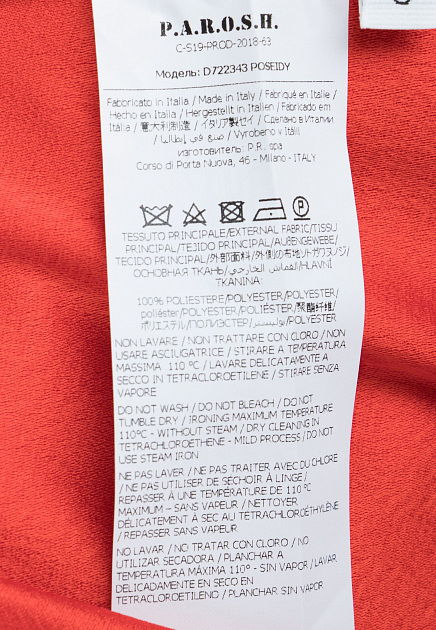 P.A.R.O.S.H.
C-S19-PROD-2018-63
Модель: D722343 POSEIDY
Fabricato in Italia / Made in Italy / Fabriqué en Italie /
Hecho en Italia / Hergestellt in Italien / Fabricado em
Itália / 意大利制造 / イタリア製セイ / Сделано в Италии
/ صنع في إيطاليا / Vyrobeno v Itálii
изготовитель: P.R. spa
Corso di Porta Nuova, 46 - Milano - ITALY
TESSUTO PRINCIPALE/EXTERNAL FABRIC/TISSU
PRINCIPAL/TEJIDO PRINCIPAL/AUßENGEWEBE/
TECIDO PRINCIPAL/外部面料/外側の布地
ОСНОВНАЯ ТКАНЬ/القماش الخارجي/HLAVNÍ
TKANINA:
100% POLIESTERE/POLYESTER/POLYESTER/
poliéster/POLYESTER/POLIÉSTER/聚酯纤维/
ポリエステル/ПОЛИЭСТЕР/بوليستر/POLYESTER
NON LAVARE / NON TRATTARE CON CLORO / NON
USARE ASCIUGATRICE / STIRARE A TEMPERATURA
MASSIMA 110 °C / LAVARE DELICATAMENTE A
SECCO IN TETRACLOROETILENE / STIRARE SENZA
VAPORE
DO NOT WASH / DO NOT BLEACH / DO NOT
TUMBLE DRY / IRONING MAXIMUM TEMPERATURE
110°C - WITHOUT STEAM / DRY CLEANING IN
TETRACHLOROETHENE - MILD PROCESS / DO NOT
USE STEAM IRON
NE PAS LAVER / NE PAS TRAITER AVEC DU CHLORE
/ NE PAS UTILISER DE SÉCHOIR À LINGE /
REPASSER À UNE TEMPÉRATURE DE 110°C
MAXIMUM – SANS VAPEUR / NETTOYER
DÉLICATEMENT À SEC AU TÉTRACHLOROÉTHYLÈNE
/ REPASSER SANS VAPEUR
NO LAVAR / NO TRATAR CON CLORO / NO
UTILIZAR SECADORA / PLANCHAR A
TEMPERATURA MÁXIMA 110° - SIN VAPOR / LAVAR
DELICADAMENTE EN SECO EN
TETRACLOROETILENO / PLANCHAR SIN VAPOR